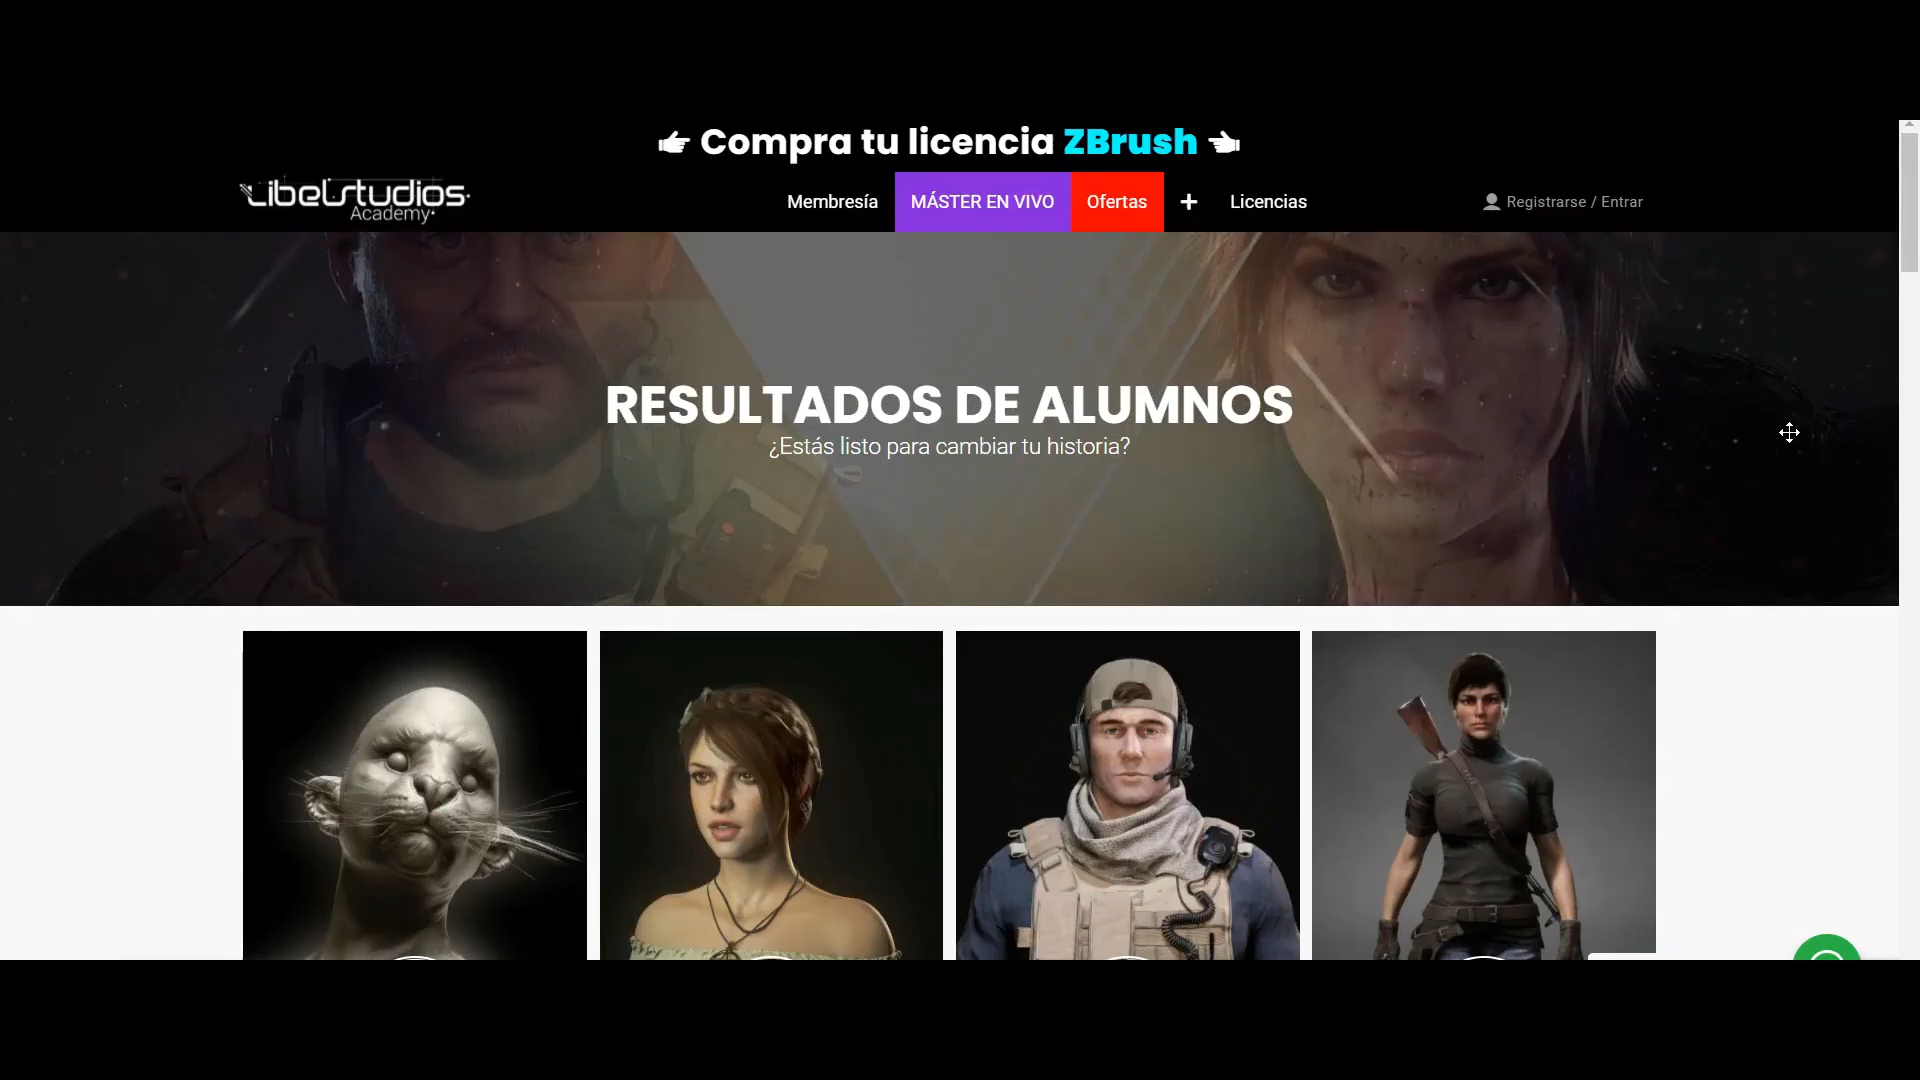 Compra tu licencia ZBrush
Libelstudios
Academy
Membresía
MÁSTER EN VIVO
Ofertas
+
Licencias
Registrarse / Entrar
RESULTADOS DE ALUMNOS
¿Estás listo para cambiar tu historia?